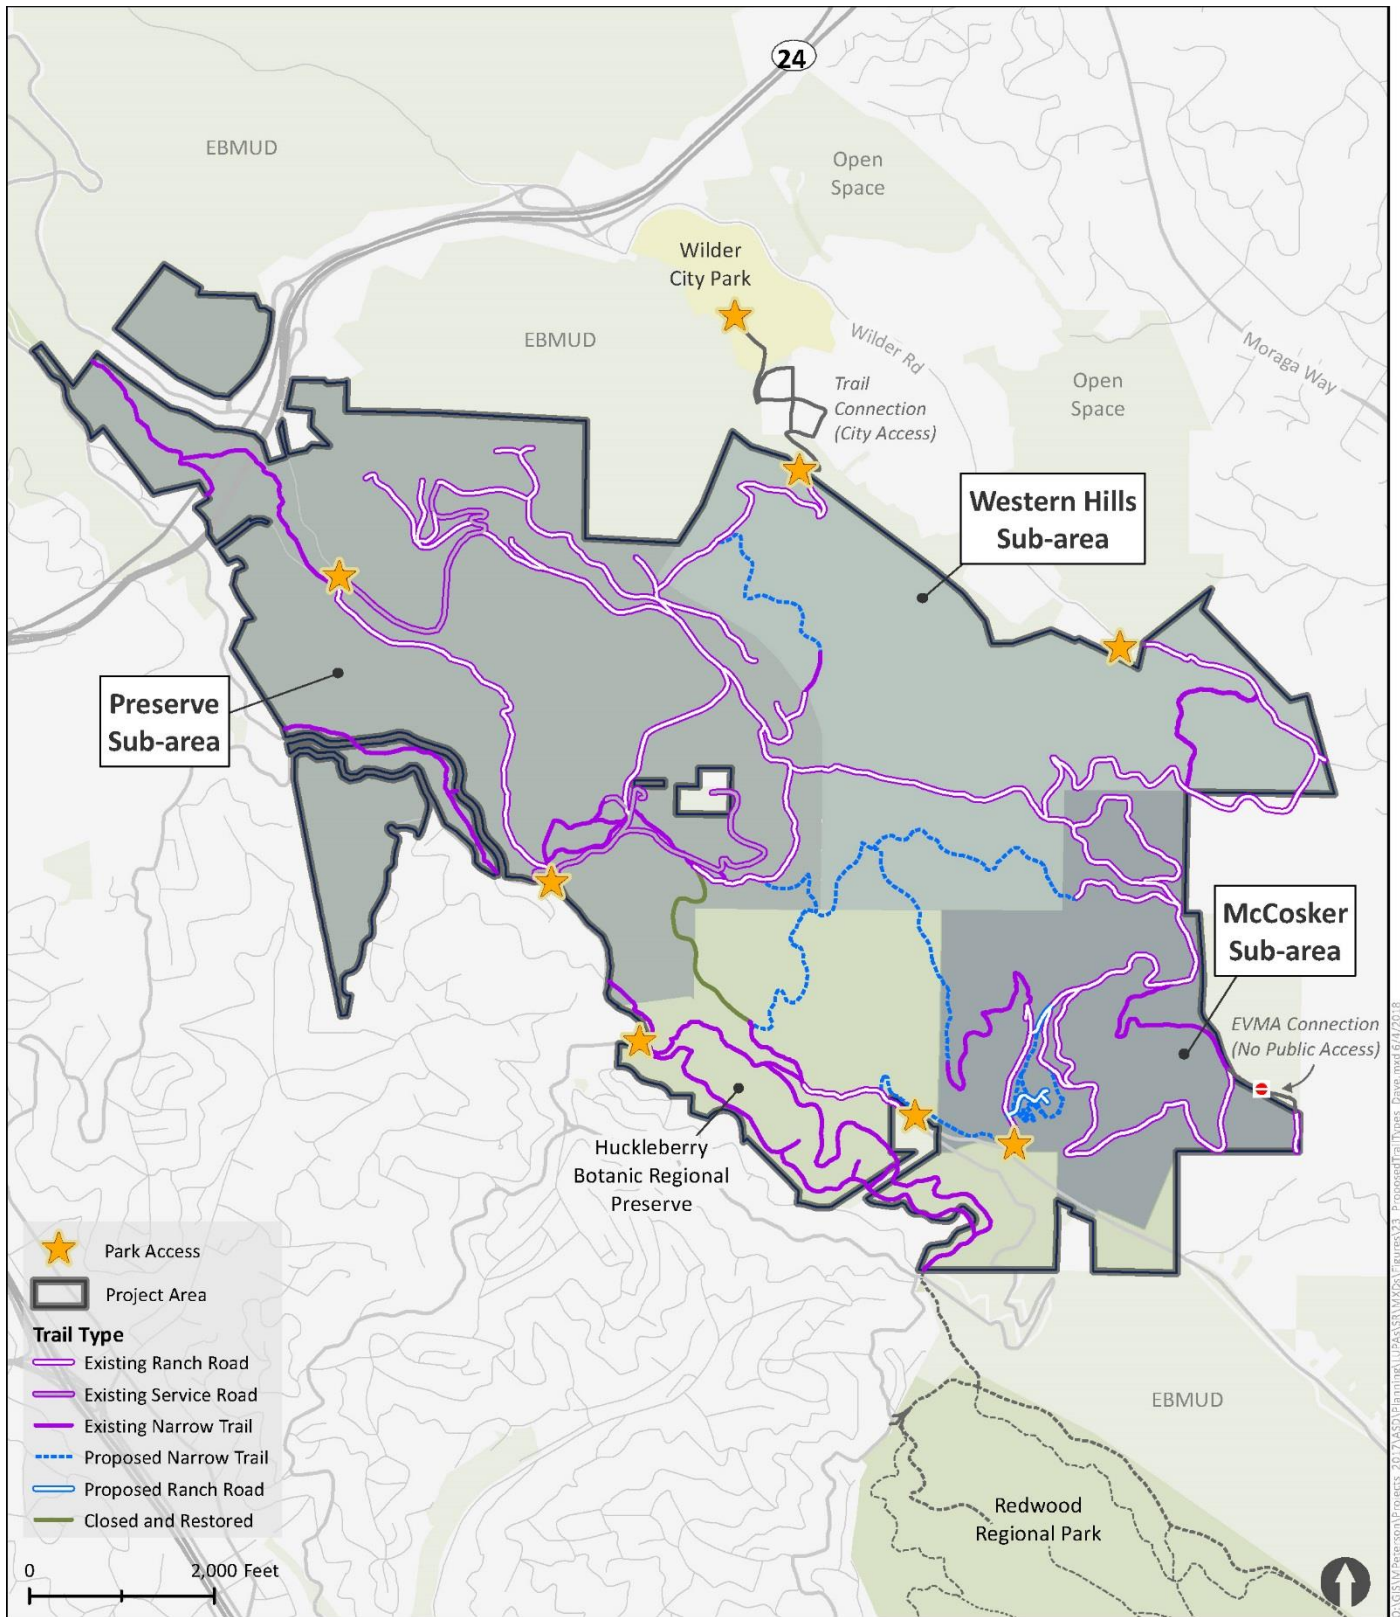 24
EBMUD
Open
Space
Wilder
City Park
EBMUD
Wilder Rd
Moraga Way
Trail
Connection
(City Access)
Open
Space
Western Hills
Sub-area
Preserve
Sub-area
McCosker
Sub-area
EVMA Connection
(No Public Access)
Huckleberry
Botanic Regional
Preserve
Park Access
Project Area
Trail Type
Existing Ranch Road
Existing Service Road
Existing Narrow Trail
Proposed Narrow Trail
Proposed Ranch Road
Closed and Restored
0
2,000 Feet
EBMUD
Redwood
Regional Park